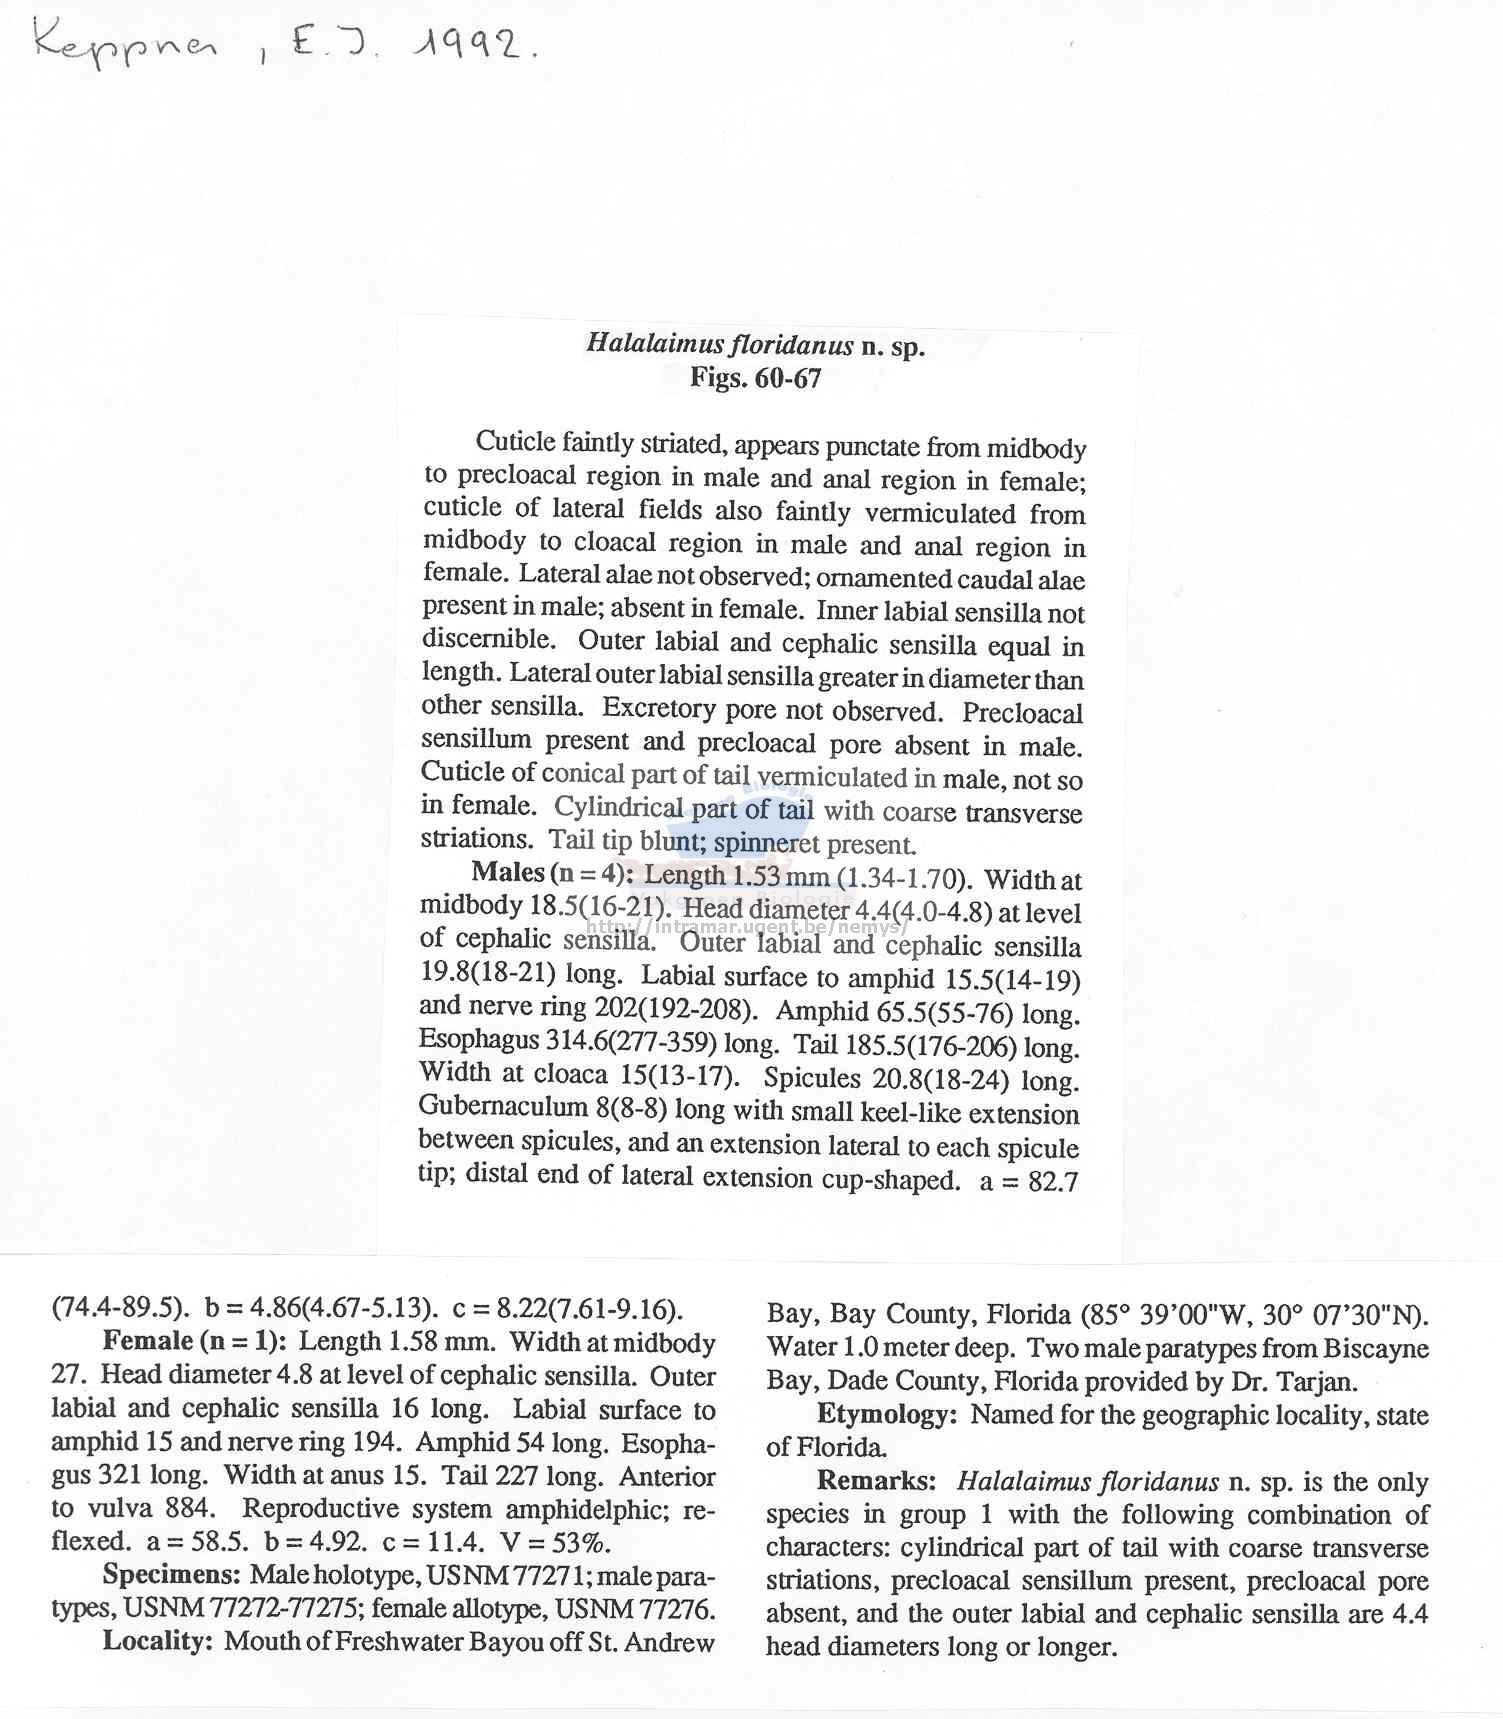 Keppner, E.J. 1992.
Halalaimus floridanus n. sp.
Figs. 60-67
Cuticle faintly striated, appears punctate from midbody
to precloacal region in male and anal region in female;
cuticle of lateral fields also faintly vermiculated from
midbody to cloacal region in male and anal region in
female. Lateral alae not observed; ornamented caudal alae
present in male; absent in female. Inner labial sensilla not
discernible. Outer labial and cephalic sensilla equal in
length. Lateral outer labial sensilla greater in diameter than
other sensilla. Excretory pore not observed. Precloacal
sensillum present and precloacal pore absent in male.
Cuticle of conical part of tail vermiculated in male, not so
in female. Cylindrical part of tail with coarse transverse
striations. Tail tip blunt; spinneret present.
Males (n = 4): Length 1.53 mm (1.34-1.70). Width at
midbody 18.5(16-21). Head diameter 4.4(4.0-4.8) at level
http://intramar.ugent.be/nemys/
of cephalic sensilla. Outer labial and cephalic sensilla
19.8(18-21) long. Labial surface to amphid 15.5(14-19)
and nerve ring 202(192-208). Amphid 65.5(55-76) long.
Esophagus 314.6(277-359) long. Tail 185.5(176-206) long.
Width at cloaca 15(13-17). Spicules 20.8(18-24) long.
Gubernaculum 8(8-8) long with small keel-like extension
between spicules, and an extension lateral to each spicule
tip; distal end of lateral extension cup-shaped. a = 82.7
(74.4-89.5). b = 4.86(4.67-5.13). c = 8.22(7.61-9.16).
Female (n = 1): Length 1.58 mm. Width at midbody
27. Head diameter 4.8 at level of cephalic sensilla. Outer
labial and cephalic sensilla 16 long. Labial surface to
amphid 15 and nerve ring 194. Amphid 54 long. Esopha-
gus 321 long. Width at anus 15. Tail 227 long. Anterior
to vulva 884. Reproductive system amphidelphic; re-
flexed. a = 58.5. b = 4.92. c = 11.4. V = 53%.
Specimens: Male holotype, USNM 77271; male para-
types, USNM 77272-77275; female allotype, USNM 77276.
Locality: Mouth of Freshwater Bayou off St. Andrew
Bay, Bay County, Florida (85° 39'00"W, 30° 07'30"N).
Water 1.0 meter deep. Two male paratypes from Biscayne
Bay, Dade County, Florida provided by Dr. Tarjan.
Etymology: Named for the geographic locality, state
of Florida.
Remarks: Halalaimus floridanus n. sp. is the only
species in group 1 with the following combination of
characters: cylindrical part of tail with coarse transverse
striations, precloacal sensillum present, precloacal pore
absent, and the outer labial and cephalic sensilla are 4.4
head diameters long or longer.